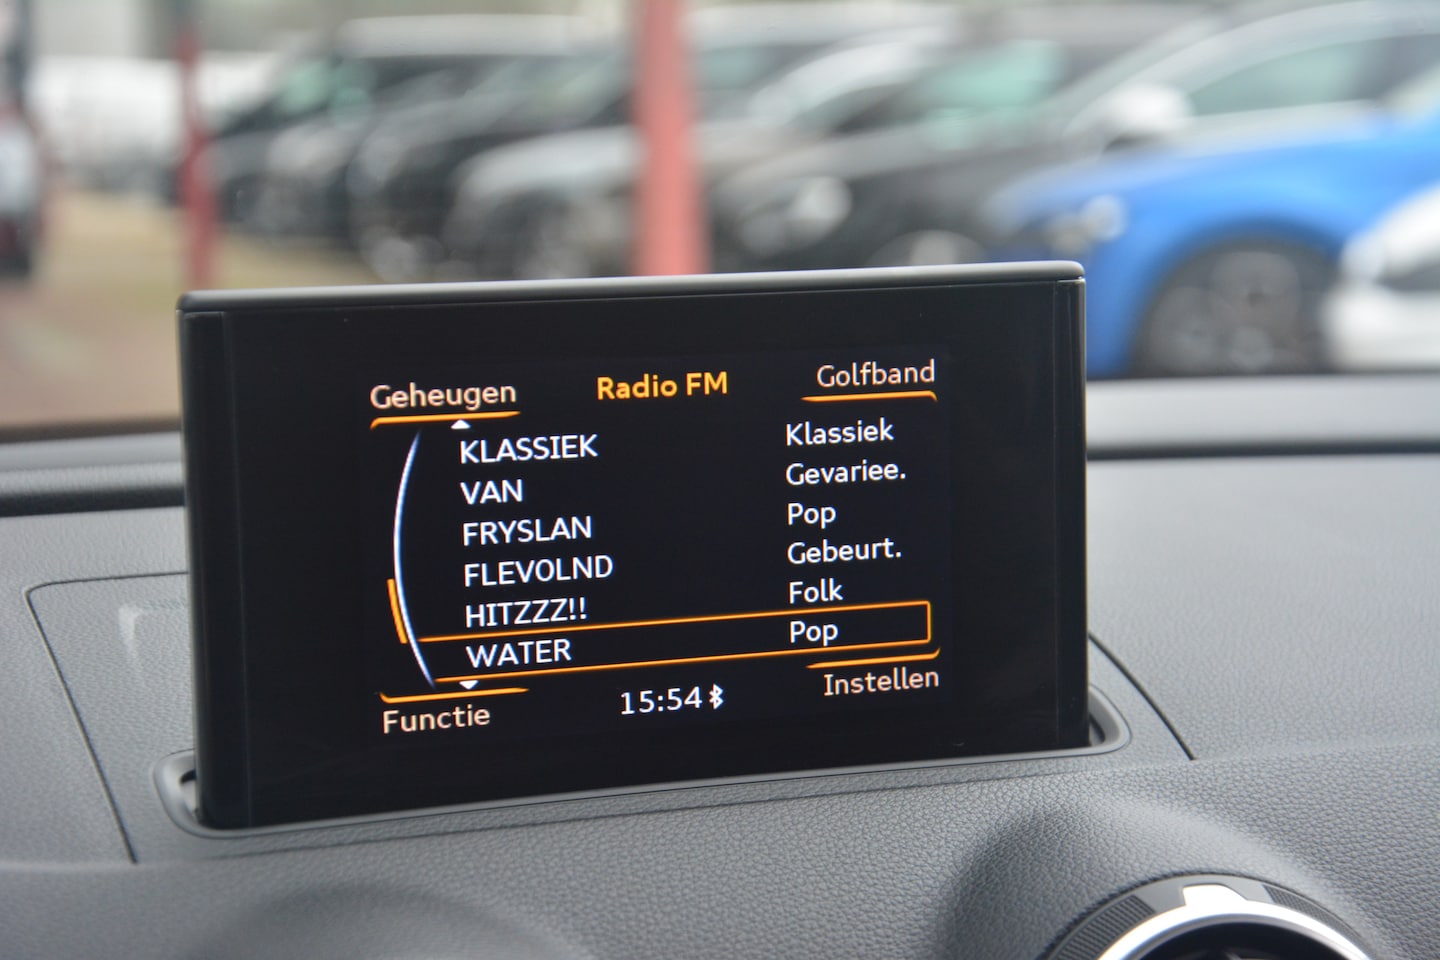 Geheugen Radio FM Golfband
KLASSIEK Klassiek
VAN Gevariee.
FRYSLAN Pop
FLEVOLND Gebeurt.
HITZZZ!! Folk
WATER Pop
Functie 15:54 Instellen